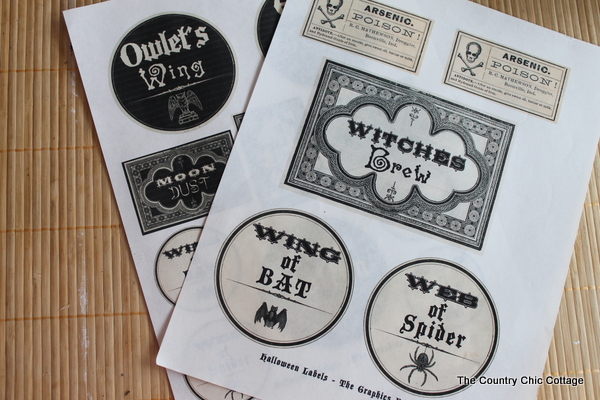 Owlet's
Wing
MOON
DUST
ARSENIC.
POISON!
ARSENIC.
POISON!
WITCHES
Brew
WING
of
BAT
WEB
of
Spider
Halloween Labels - The Graphics
The Country Chic Cottage